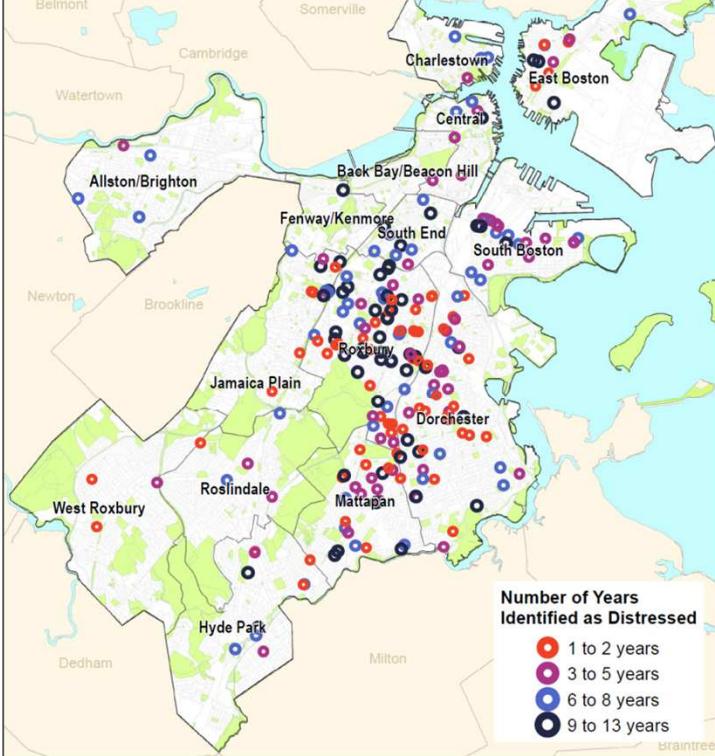 Belmont
Somerville
Cambridge
Charlestown
East Boston
Watertown
Central
Back Bay/Beacon Hill
Allston/Brighton
Fenway/Kenmore
South End
South Boston
Newton
Brookline
Roxbury
Jamaica Plain
Dorchester
Roslindale
West Roxbury
Mattapan
Number of Years
Identified as Distressed
1 to 2 years
3 to 5 years
6 to 8 years
9 to 13 years
Hyde Park
Dedham
Milton
Braintree